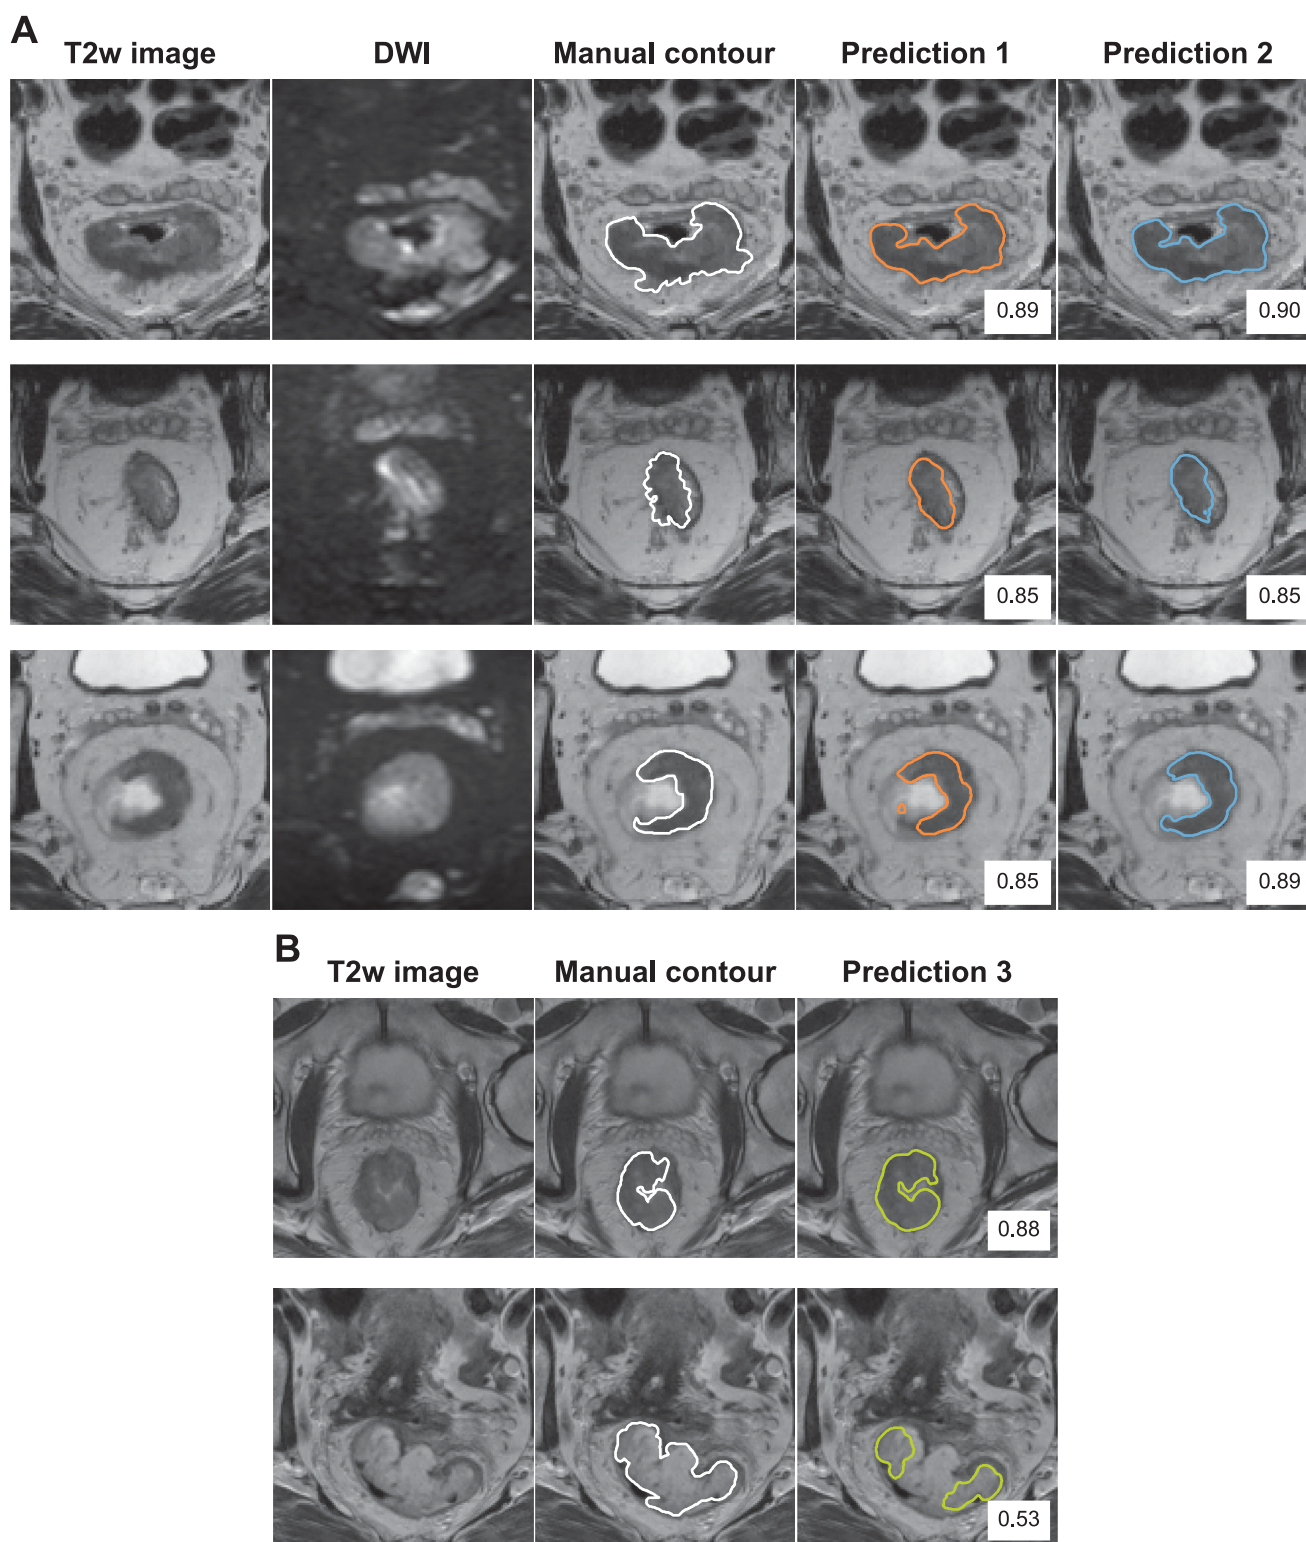 A
T2w image DWI Manual contour Prediction 1 Prediction 2
0.89 0.90
0.85 0.85
0.85 0.89
B
T2w image Manual contour Prediction 3
0.88
0.53